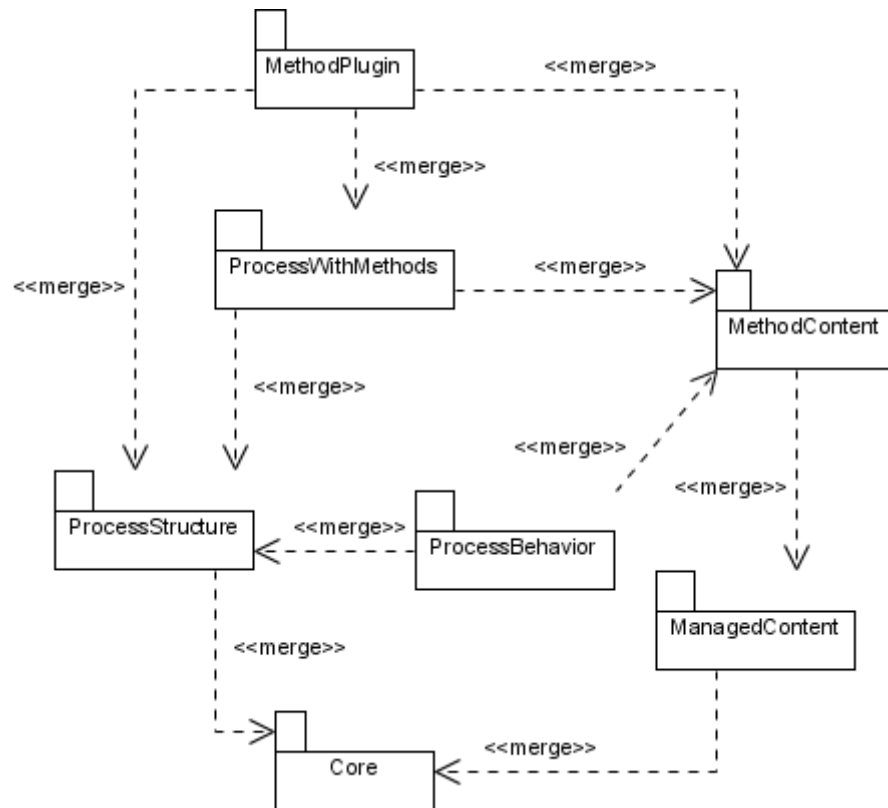 MethodPlugin
<<merge>>
<<merge>>
ProcessWithMethods
<<merge>>
<<merge>>
MethodContent
<<merge>>
<<merge>>
<<merge>>
ProcessStructure
<<merge>>
ProcessBehavior
ManagedContent
<<merge>>
<<merge>>
Core